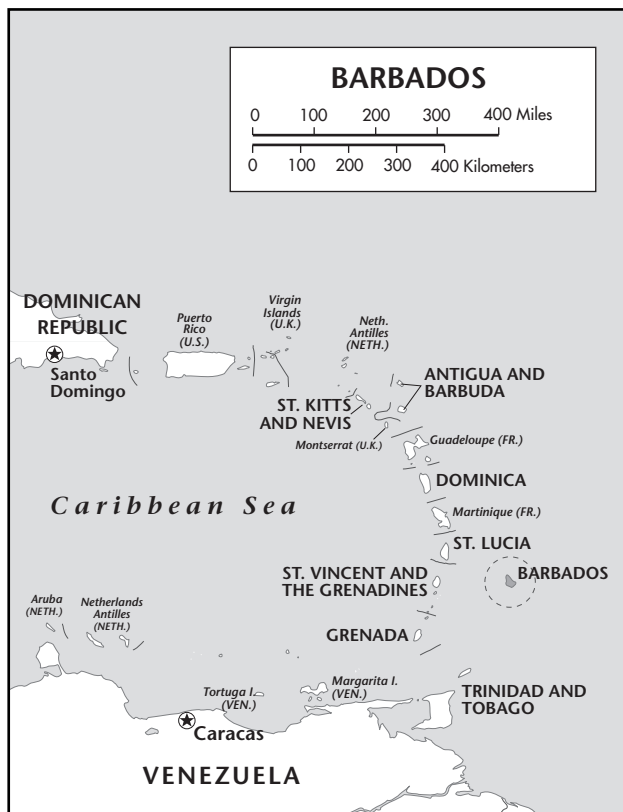 BARBADOS
0 100 200 300 400 Miles
0 100 200 300 400 Kilometers
DOMINICAN
REPUBLIC
Santo
Domingo
Puerto
Rico
(U.S.)
Virgin
Islands
(U.K.)
Neth.
Antilles
(NETH.)
ANTIGUA AND
BARBUDA
ST. KITTS
AND NEVIS
Montserrat (U.K.)
Guadeloupe (FR.)
DOMINICA
Caribbean Sea
Martinique (FR.)
ST. LUCIA
BARBADOS
ST. VINCENT AND
THE GRENADINES
Aruba
(NETH.)
Netherlands
Antilles
(NETH.)
GRENADA
Tortuga I.
(VEN.)
Margarita I.
(VEN.)
TRINIDAD AND
TOBAGO
Caracas
VENEZUELA